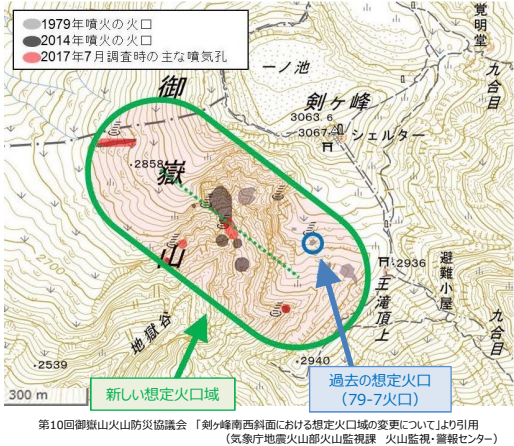 1979年噴火の火口
2014年噴火の火口
2017年7月調査時の主な噴気孔
覚明堂
九合目
一ノ池
御嶽山
剣ヶ峰
3063.6
3067
シェルター
2858
2936
避難小屋
王滝頂上
九合目
地獄谷
2539
2940
300 m
新しい想定火口域
過去の想定火口
（79-7火口）
第10回御嶽山火山防災協議会 「剣ヶ峰南西斜面における想定火口域の変更について」より引用
（気象庁地震火山部火山監視課 火山監視・警報センター）